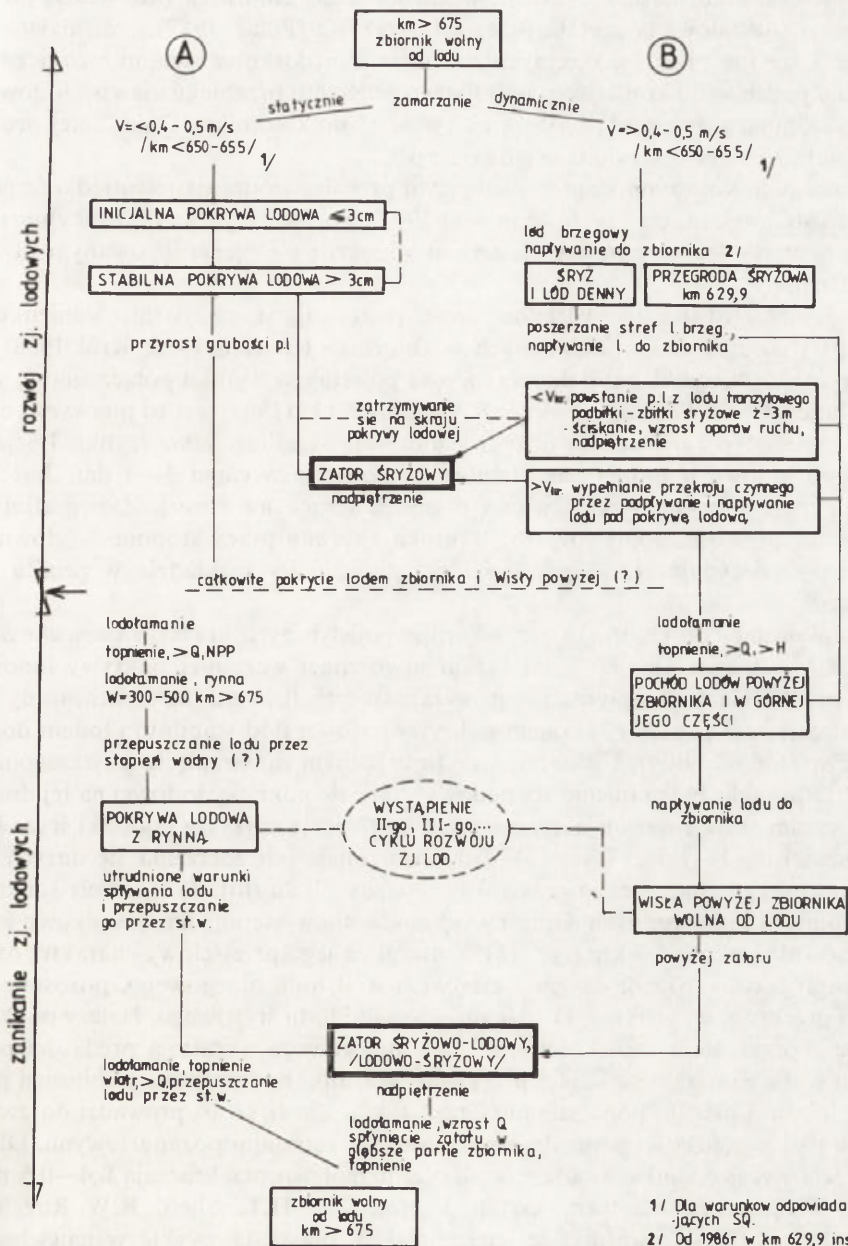 km > 675
zbiornik wolny
od lodu
A
B
statycznie
zamarzanie
dynamicznie
V=<0,4-0,5 m/s
/km<650-655/ 1/
V=>0,4-0,5 m/s
/km<650-655/ 1/
INICJALNA POKRYWA LODOWA ⩽3cm
STABILNA POKRYWA LODOWA > 3cm
lód brzegowy
napływanie do zbiornika 2/
ŚRYŻ
I LÓD DENNY
PRZEGRODA ŚRYŻOWA
km 629,9
przyrost grubości p.l
poszerzanie stref l. brzeg,
napływanie l. do zbiornika
rozwój zj. lodowych
zatrzymywanie
się na skraju
pokrywy lodowej
powstanie p.l z lodu tranzytowego
podbitki-zbitki śryżowe ż-3m
-ściskanie, wzrost oporów ruchu,
nadpiętrzenie
ZATOR ŚRYŻOWY
nadpiętrzenie
wypełnianie przekroju czynnego
przez podpływanie i napływanie
lodu pod pokrywę lodową,
całkowite pokrycie lodem zbiornika i Wisły powyżej (?)
lodołamanie
topnienie, >Q, NPP
lodołamanie, rynna
W=300-500 km > 675
lodołamanie
topnienie, >Q, >H
POCHÓD LODÓW POWYŻEJ
ZBIORNIKA I W GÓRNEJ
JEGO CZĘŚCI
przepuszczanie lodu przez
stopień wodny (?)
napływanie lodu do
zbiornika
POKRYWA LODOWA
Z RYNNĄ
WYSTĄPIENIE
II-go, III-go,...
CYKLU ROZWOJU
ZJ. LOD.
utrudnione warunki
spływania lodu
i przepuszczanie
go przez st.w.
WISŁA POWYŻEJ ZBIORNIKA
WOLNA OD LODU
powyżej zatoru
zanikanie zj. lodowych
ZATOR ŚRYŻOWO-LODOWY,
/LODOWO-ŚRYŻOWY/
nadpiętrzenie
lodołamanie, topnienie
wiatr, >Q, przepuszczanie
lodu przez st.w.
lodołamanie, wzrost Q
spłynięcie zatoru w
głębsze partie zbiornika,
topnienie
zbiornik wolny
od lodu
km > 675
1/ Dla warunkow odpowiada-
jących SQ.
2/ Od 1986r w km 629,9 ins